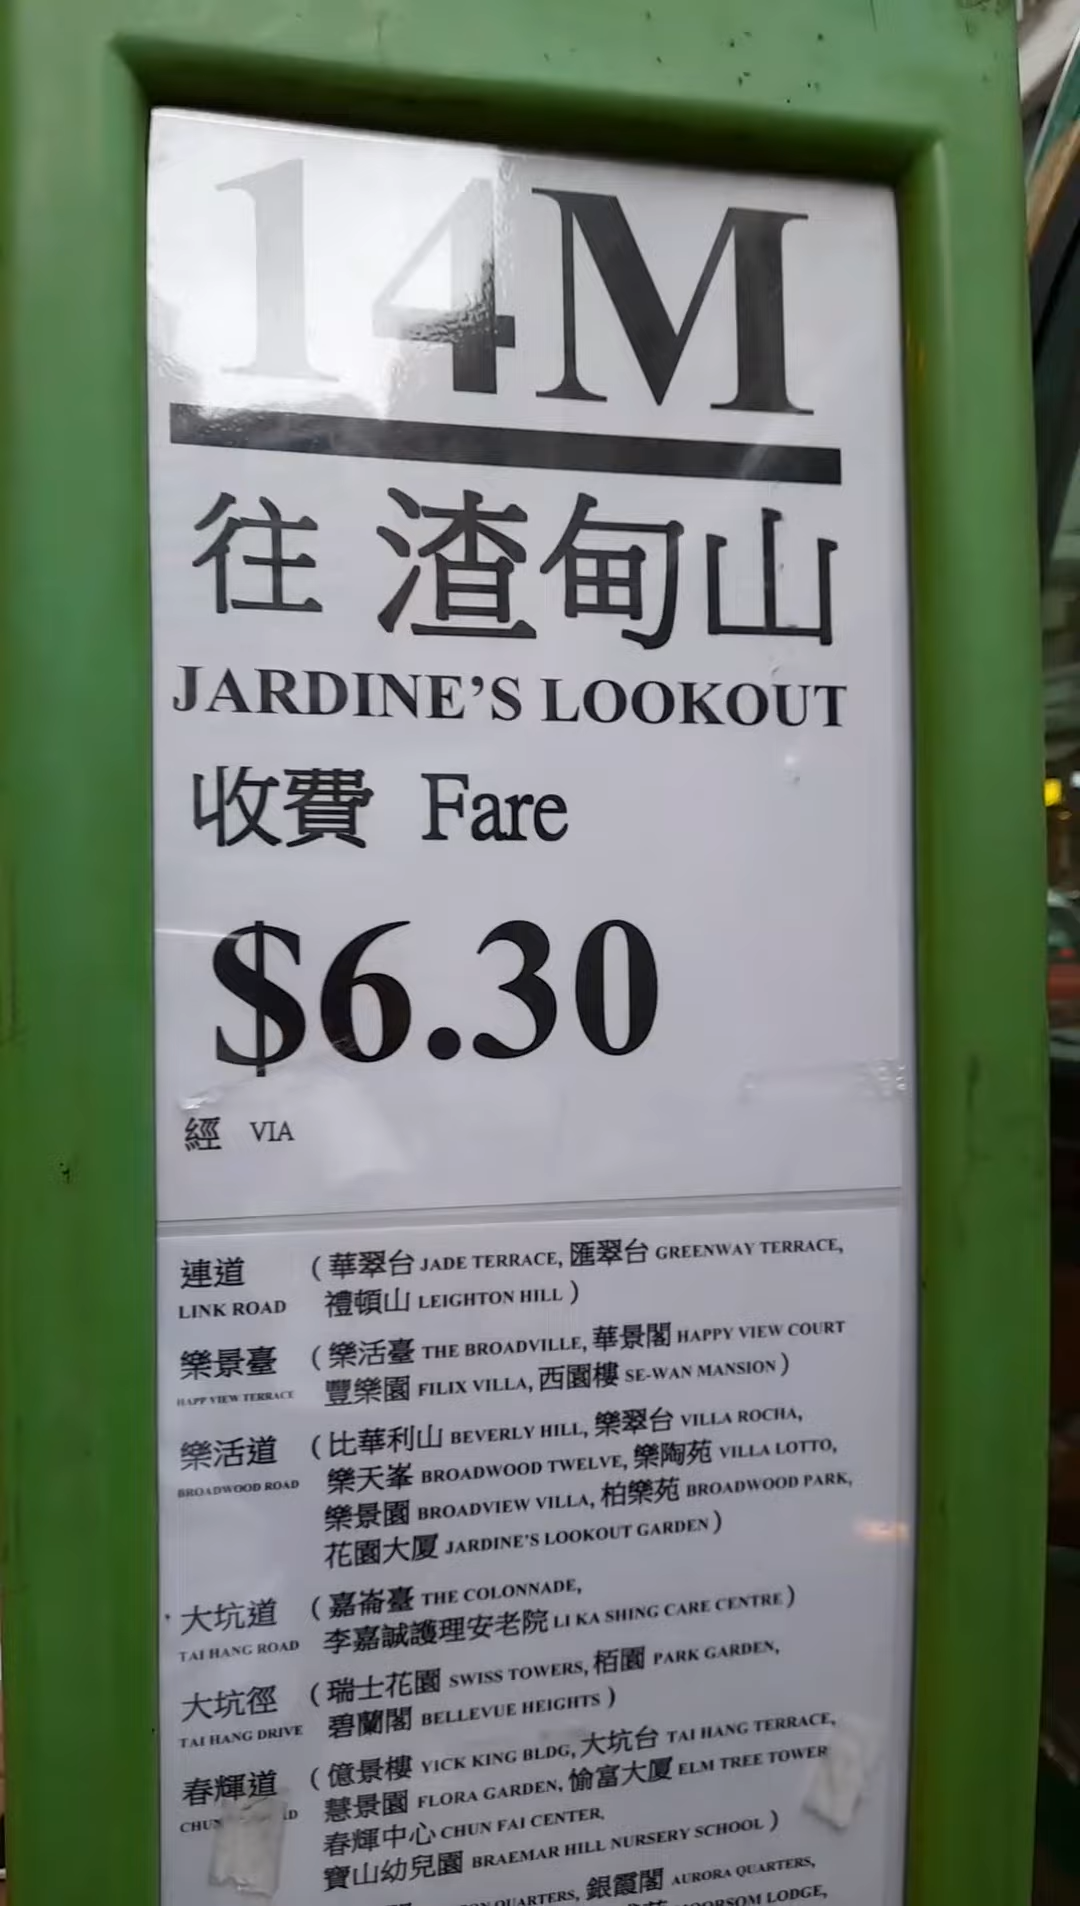 14M
往 渣甸山
JARDINE'S LOOKOUT
收費 Fare
$6.30
經 VIA
連道 (華翠台 JADE TERRACE, 匯翠台 GREENWAY TERRACE,
LINK ROAD 禮頓山 LEIGHTON HILL)
樂景臺 (樂活臺 THE BROADVILLE, 華景閣 HAPPY VIEW COURT
HAPP VIEW TERRACE 豐樂園 FILIX VILLA, 西園樓 SE-WAN MANSION)
樂活道 (比華利山 BEVERLY HILL, 樂翠台 VILLA ROCHA,
BROADWOOD ROAD 樂天峯 BROADWOOD TWELVE, 樂陶苑 VILLA LOTTO,
樂景園 BROADVIEW VILLA, 柏樂苑 BROADWOOD PARK,
花園大厦 JARDINE'S LOOKOUT GARDEN)
大坑道 (嘉崙臺 THE COLONNADE,
TAI HANG ROAD 李嘉誠護理安老院 LI KA SHING CARE CENTRE)
大坑徑 (瑞士花園 SWISS TOWERS, 栢園 PARK GARDEN,
TAI HANG DRIVE 碧蘭閣 BELLEVUE HEIGHTS)
春輝道 (億景樓 YICK KING BLDG, 大坑台 TAI HANG TERRACE,
慧景園 FLORA GARDEN, 愉富大厦 ELM TREE TOWER
春輝中心 CHUN FAI CENTER,
寶山幼兒園 BRAEMAR HILL NURSERY SCHOOL)
QUARTERS, 銀霞閣 AURORA QUARTERS,
LODGE,